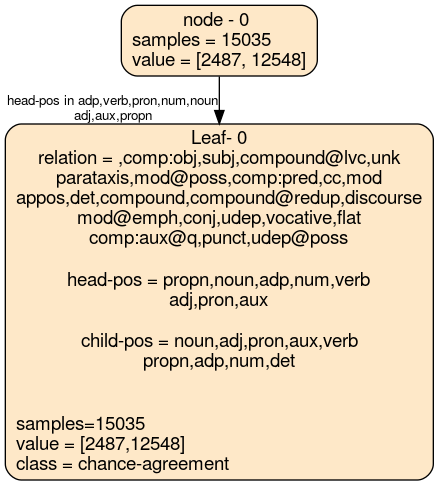 node - 0
samples = 15035
value = [2487, 12548]
head-pos in adp,verb,pron,num,noun
adj,aux,propn
Leaf- 0
relation = ,comp:obj,subj,compound@lvc,unk
parataxis,mod@poss,comp:pred,cc,mod
appos,det,compound,compound@redup,discourse
mod@emph,conj,udep,vocative,flat
comp:aux@q,punct,udep@poss
head-pos = propn,noun,adp,num,verb
adj,pron,aux
child-pos = noun,adj,pron,aux,verb
propn,adp,num,det
samples=15035
value = [2487,12548]
class = chance-agreement